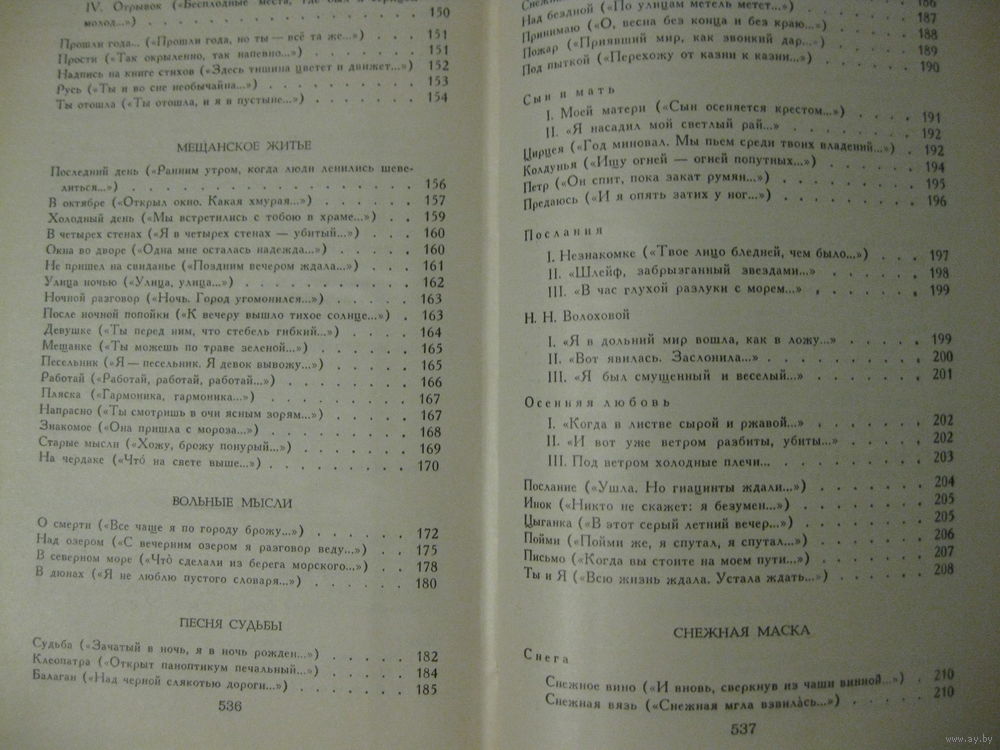 IV. Отрывок («Бесплодные места, где был я сердцем
молод...») 150
Прошли года... («Прошли года, но ты — всё та же...») 151
Прости («Так окрыленно, так напевно...») 151
Надпись на книге стихов («Здесь тишина цветет и движет...») 152
Русь («Ты и во сне необычайна...») 153
Ты отошла («Ты отошла, и я в пустыне...») 154
МЕЩАНСКОЕ ЖИТЬЕ
Последний день («Ранним утром, когда люди ленились шеве-
литься...») 156
В октябре («Открыл окно. Какая хмурая...») 157
Холодный день («Мы встретились с тобою в храме...») 159
В четырех стенах («Я в четырех стенах — убитый...») 160
Окна во дворе («Одна мне осталась надежда...») 160
Не пришел на свиданье («Поздним вечером ждала...») 161
Улица ночью («Улица, улица...») 162
Ночной разговор («Ночь. Город угомонился...») 163
После ночной попойки («К вечеру вышло тихое солнце...») 163
Девушке («Ты перед ним, что стебель гибкий...») 164
Мещанке («Ты можешь по траве зеленой...») 165
Песельник («Я — песельник. Я девок вывожу...») 165
Работай («Работай, работай, работай...») 166
Пляска («Гармоника, гармоника...») 167
Напрасно («Ты смотришь в очи ясным зорям...») 167
Знакомое («Она пришла с мороза...») 168
Старые мысли («Хожу, брожу понурый...») 169
На чердаке («Что́ на свете выше...») 170
ВОЛЬНЫЕ МЫСЛИ
О смерти («Все чаще я по городу брожу...») 172
Над озером («С вечерним озером я разговор веду...») 175
В северном море («Что́ сделали из берега морского...») 178
В дюнах («Я не люблю пустого словаря...») 180
ПЕСНЯ СУДЬБЫ
Судьба («Зачатый в ночь, я в ночь рожден...») 182
Клеопатра («Открыт паноптикум печальный...») 184
Балаган («Над черной слякотью дороги...») 185
536
186
Над бездной («По улицам метель метет...») 187
Принимаю («О, весна без конца и без краю...») 188
Пожар («Приявший мир, как звонкий дар...») 189
Под пыткой («Перехожу от казни к казни...») 190
Сын и мать
I. Моей матери («Сын осеняется крестом...») 191
II. «Я насадил мой светлый рай...» 192
Цирцея («Год миновал. Мы пьем среди твоих владений...») 192
Колдунья («Ищу огней — огней попутных...») 194
Петр («Он спит, пока закат румян...») 195
Предаюсь («И я опять затих у ног...») 196
Послания
I. Незнакомке («Твое лицо бледней, чем было...») 197
II. «Шлейф, забрызганный звездами...» 198
III. «В час глухой разлуки с морем...» 199
Н. Н. Волоховой
I. «Я в дольний мир вошла, как в ложу...» 199
II. «Вот явилась. Заслонила...» 200
III. «Я был смущенный и веселый...» 201
Осенняя любовь
I. «Когда в листве сырой и ржавой...» 202
II. «И вот уже ветром разбиты, убиты...» 202
III. Под ветром холодные плечи... 203
Послание («Ушла. Но гиацинты ждали...») 204
Инок («Никто не скажет: я безумен...») 205
Цыганка («В этот серый летний вечер...») 205
Пойми («Пойми же, я спутал, я спутал...») 206
Письмо («Когда вы стоите на моем пути...») 207
Ты и Я («Всю жизнь ждала. Устала ждать...») 208
СНЕЖНАЯ МАСКА
Снега
Снежное вино («И вновь, сверкнув из чаши винной...») 210
Снежная вязь («Снежная мгла взвила́сь...») 210
537
www.ay.by